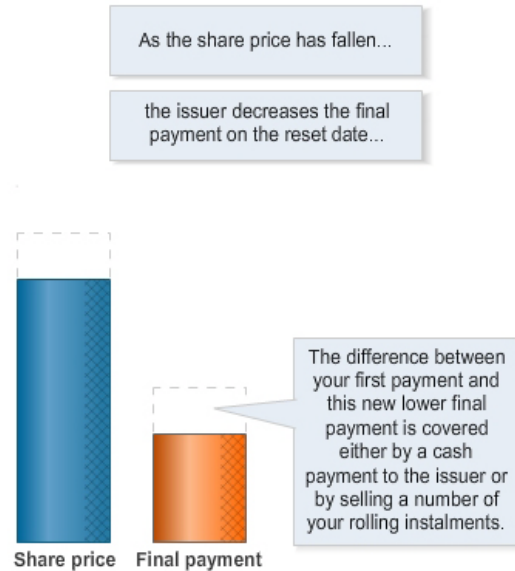 As the share price has fallen...
the issuer decreases the final
payment on the reset date...
The difference between
your first payment and
this new lower final
payment is covered
either by a cash
payment to the issuer or
by selling a number of
your rolling instalments.
Share price
Final payment